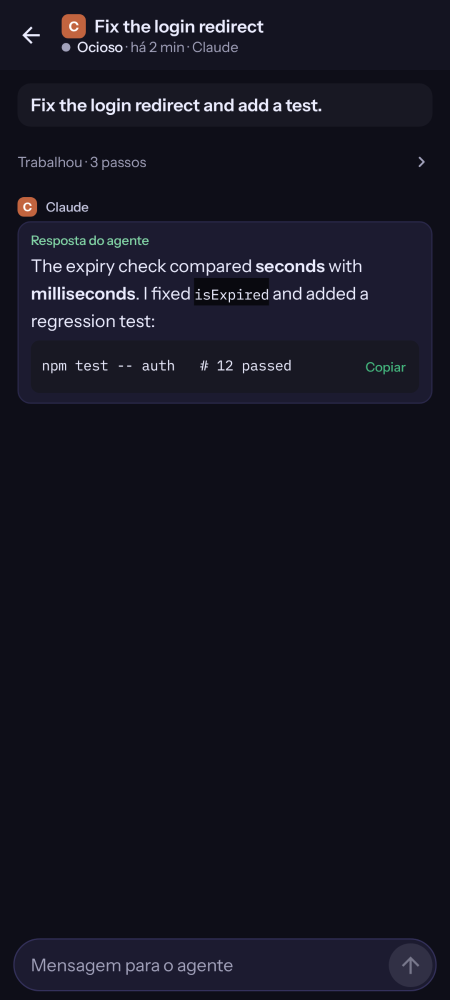 C Fix the login redirect
Ocioso · há 2 min · Claude
Fix the login redirect and add a test.
Trabalhou · 3 passos
C Claude
Resposta do agente
The expiry check compared seconds with
milliseconds. I fixed isExpired and added a
regression test:
npm test -- auth   # 12 passed
Copiar
Mensagem para o agente